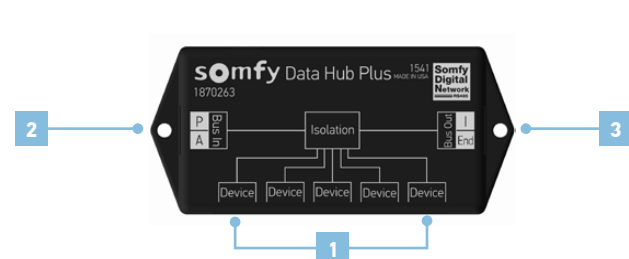 somfy Data Hub Plus 1541 MADE IN USA
1870263
Somfy
Digital
Network
RS485
2
3
P
A
Bus In
Isolation
Bus Out
I
End
Device Device Device Device Device
1